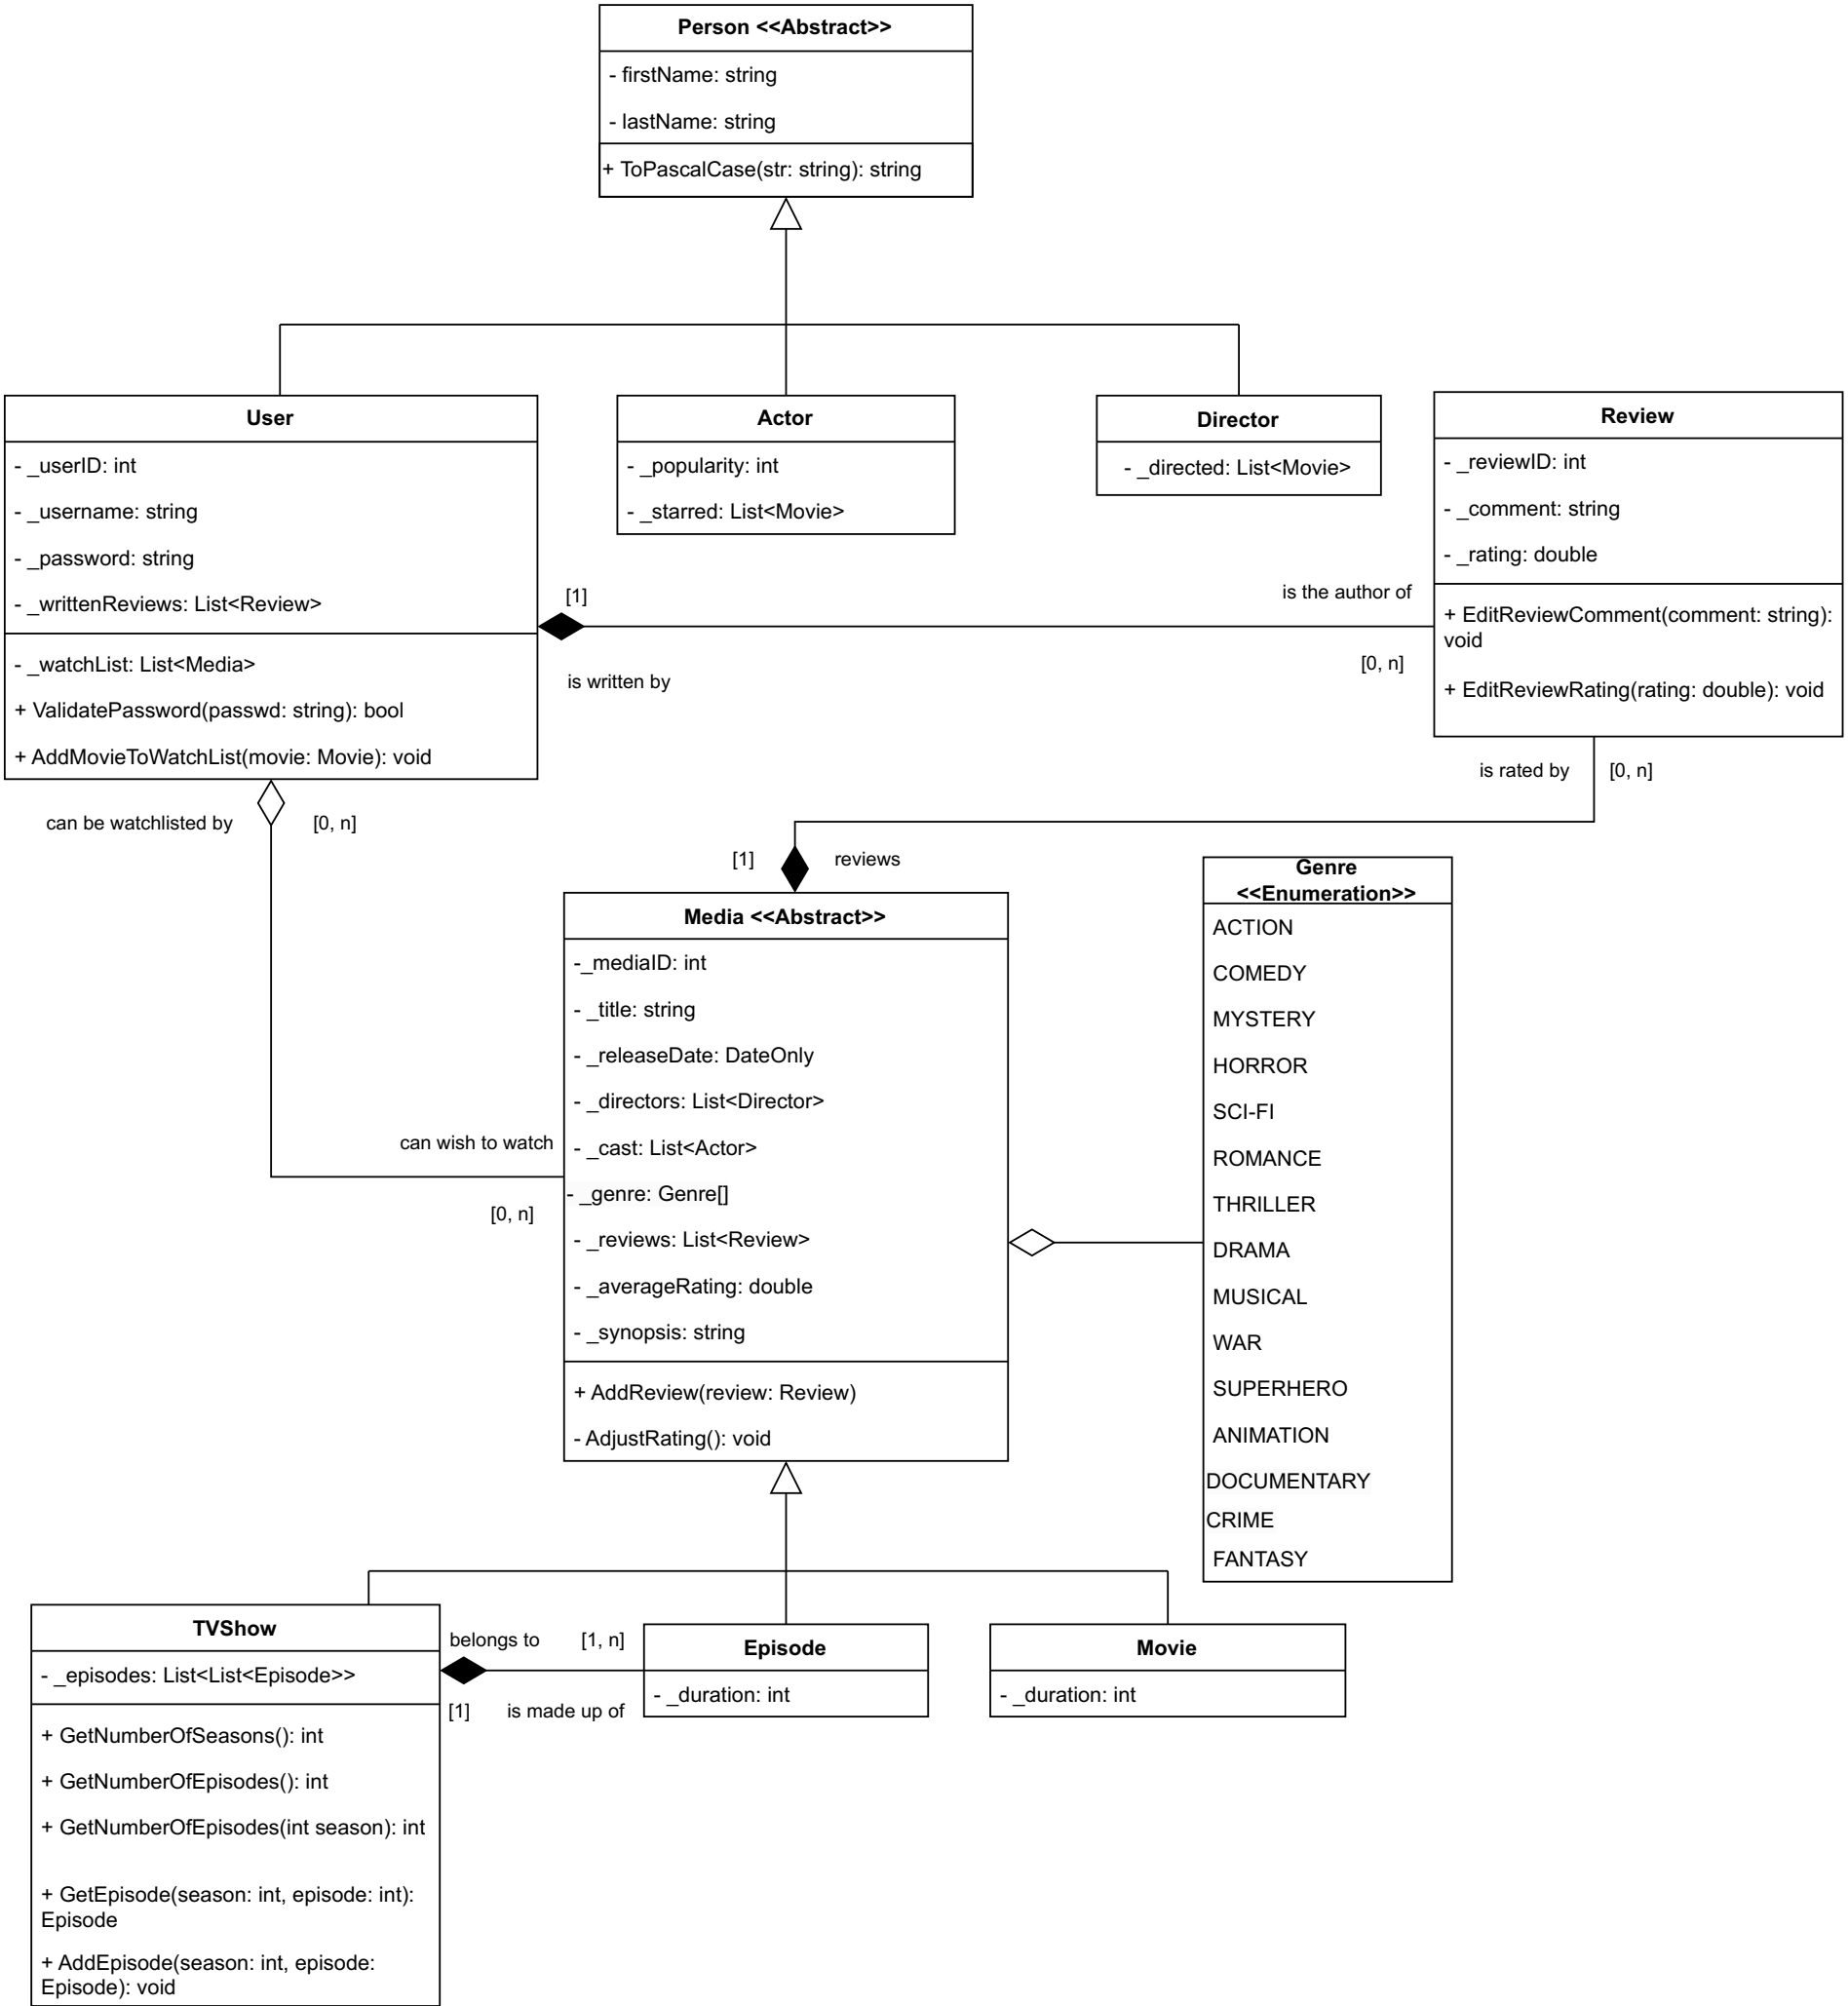 Person <<Abstract>>
- firstName: string
- lastName: string
+ ToPascalCase(str: string): string
User
- _userID: int
- _username: string
- _password: string
- _writtenReviews: List<Review>
- _watchList: List<Media>
+ ValidatePassword(passwd: string): bool
+ AddMovieToWatchList(movie: Movie): void
Actor
- _popularity: int
- _starred: List<Movie>
Director
- _directed: List<Movie>
Review
- _reviewID: int
- _comment: string
- _rating: double
+ EditReviewComment(comment: string):
void
+ EditReviewRating(rating: double): void
[1]
is the author of
is written by
[0, n]
is rated by
[0, n]
can be watchlisted by
[0, n]
[1]
reviews
can wish to watch
[0, n]
Media <<Abstract>>
-_mediaID: int
- _title: string
- _releaseDate: DateOnly
- _directors: List<Director>
- _cast: List<Actor>
- _genre: Genre[]
- _reviews: List<Review>
- _averageRating: double
- _synopsis: string
+ AddReview(review: Review)
- AdjustRating(): void
Genre
<<Enumeration>>
ACTION
COMEDY
MYSTERY
HORROR
SCI-FI
ROMANCE
THRILLER
DRAMA
MUSICAL
WAR
SUPERHERO
ANIMATION
DOCUMENTARY
CRIME
FANTASY
TVShow
- _episodes: List<List<Episode>>
+ GetNumberOfSeasons(): int
+ GetNumberOfEpisodes(): int
+ GetNumberOfEpisodes(int season): int
+ GetEpisode(season: int, episode: int):
Episode
+ AddEpisode(season: int, episode:
Episode): void
belongs to
[1, n]
[1]
is made up of
Episode
- _duration: int
Movie
- _duration: int